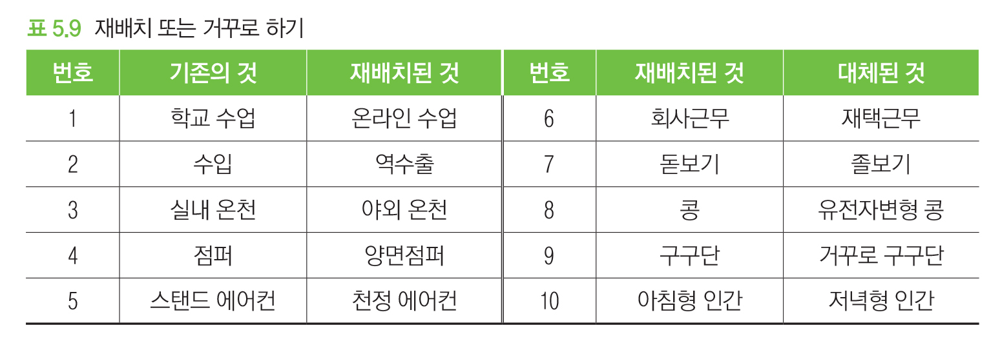 표 5.9 재배치 또는 거꾸로 하기
번호 기존의 것 재배치된 것 번호 재배치된 것 대체된 것
1 학교 수업 온라인 수업 6 회사근무 재택근무
2 수입 역수출 7 돋보기 졸보기
3 실내 온천 야외 온천 8 콩 유전자변형 콩
4 점퍼 양면점퍼 9 구구단 거꾸로 구구단
5 스탠드 에어컨 천정 에어컨 10 아침형 인간 저녁형 인간